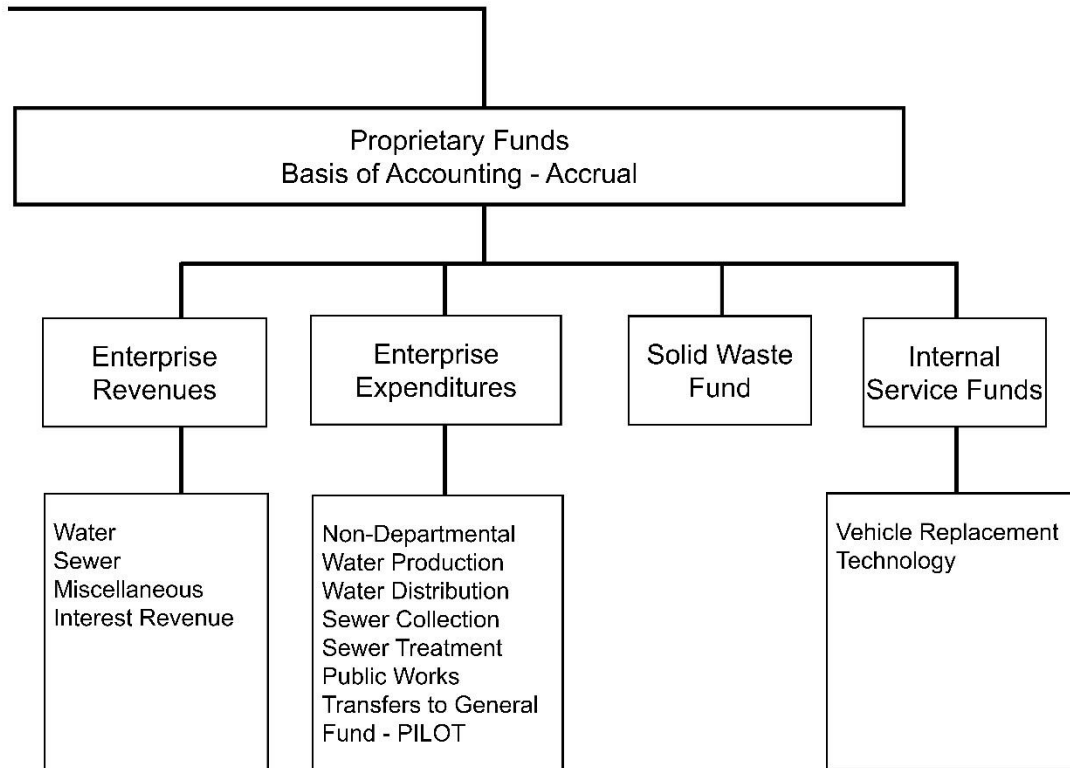 Proprietary Funds
Basis of Accounting - Accrual
Enterprise
Revenues
Enterprise
Expenditures
Solid Waste
Fund
Internal
Service Funds
Water
Sewer
Miscellaneous
Interest Revenue
Non-Departmental
Water Production
Water Distribution
Sewer Collection
Sewer Treatment
Public Works
Transfers to General
Fund - PILOT
Vehicle Replacement
Technology